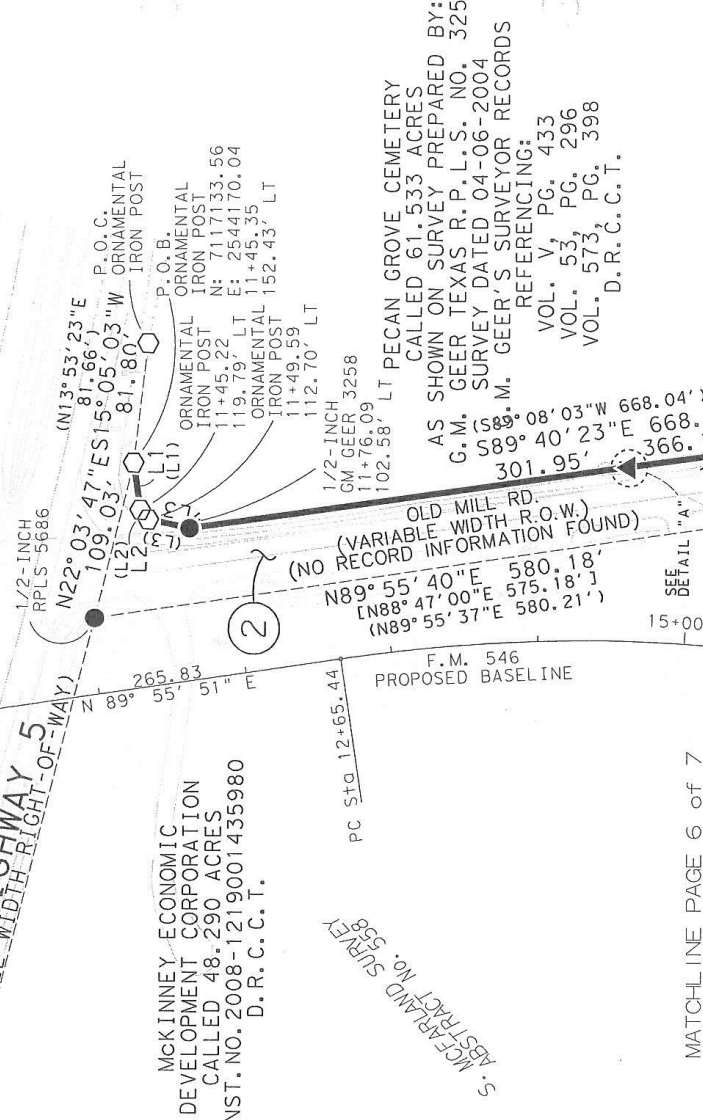 1/2-INCH
RPLS 5686
(N13°53'23"E
81.66')
N22°03'47"E
109.03'
S15°05'03"W
81.80'
P.O.C.
ORNAMENTAL
IRON POST
P.O.B.
ORNAMENTAL
IRON POST
N: 7117133.56
E: 2544170.04
11+45.35
152.43' LT
L1
(L1)
(L2)
L2
L3
(L3)
ORNAMENTAL
IRON POST
11+45.22
119.79' LT
ORNAMENTAL
IRON POST
11+49.59
112.70' LT
1/2-INCH
GM GEER 3258
11+76.09
102.58' LT
PECAN GROVE CEMETERY
CALLED 61.533 ACRES
AS SHOWN ON SURVEY PREPARED BY:
G.M. GEER TEXAS R.P.L.S. NO. 325
SURVEY DATED 04-06-2004
G.M. GEER'S SURVEYOR RECORDS
REFERENCING:
VOL. V, PG. 433
VOL. 53, PG. 296
VOL. 573, PG. 398
D.R.C.C.T.
(S89°08'03"W 668.04')
S89°40'23"E 668.
301.95'
366.
OLD MILL RD.
(VARIABLE WIDTH R.O.W.)
(NO RECORD INFORMATION FOUND)
2
N89°55'40"E 580.18'
[N88°47'00"E 575.18']
(N89°55'37"E 580.21')
SEE
DETAIL "A"
15+00
265.83
N 89° 55' 51" E
F.M. 546
PROPOSED BASELINE
PC Sta 12+65.44
GHWAY 5
WIDTH RIGHT-OF-WAY)
McKINNEY ECONOMIC
DEVELOPMENT CORPORATION
CALLED 48.290 ACRES
NST. NO. 2008-1219001435980
D.R.C.C.T.
S. MCFARLAND SURVEY
ABSTRACT No. 558
MATCHLINE PAGE 6 of 7